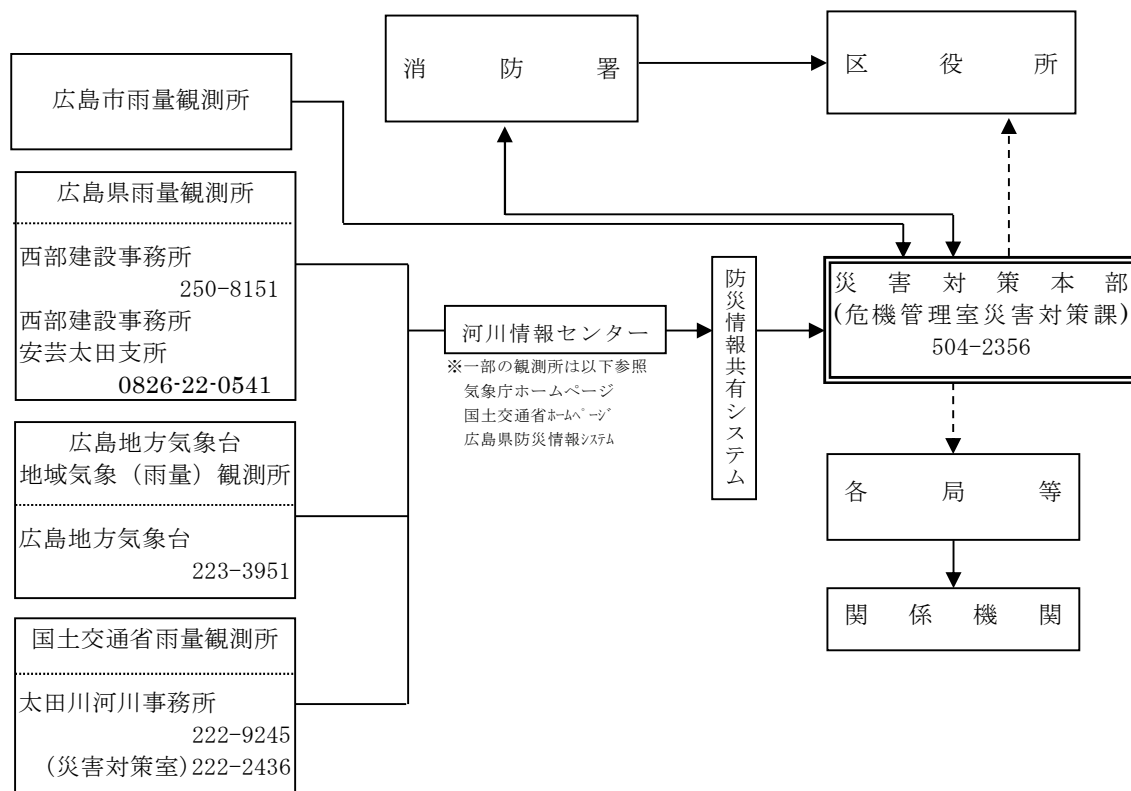 消防署
区役所
広島市雨量観測所
広島県雨量観測所
西部建設事務所
250-8151
西部建設事務所
安芸太田支所
0826-22-0541
広島地方気象台
地域気象（雨量）観測所
広島地方気象台
223-3951
国土交通省雨量観測所
太田川河川事務所
222-9245
(災害対策室)222-2436
河川情報センター
※一部の観測所は以下参照
気象庁ホームページ
国土交通省ﾎｰﾑﾍﾟｰｼﾞ
広島県防災情報ｼｽﾃﾑ
防災情報共有システム
災害対策本部
(危機管理室災害対策課)
504-2356
各局等
関係機関